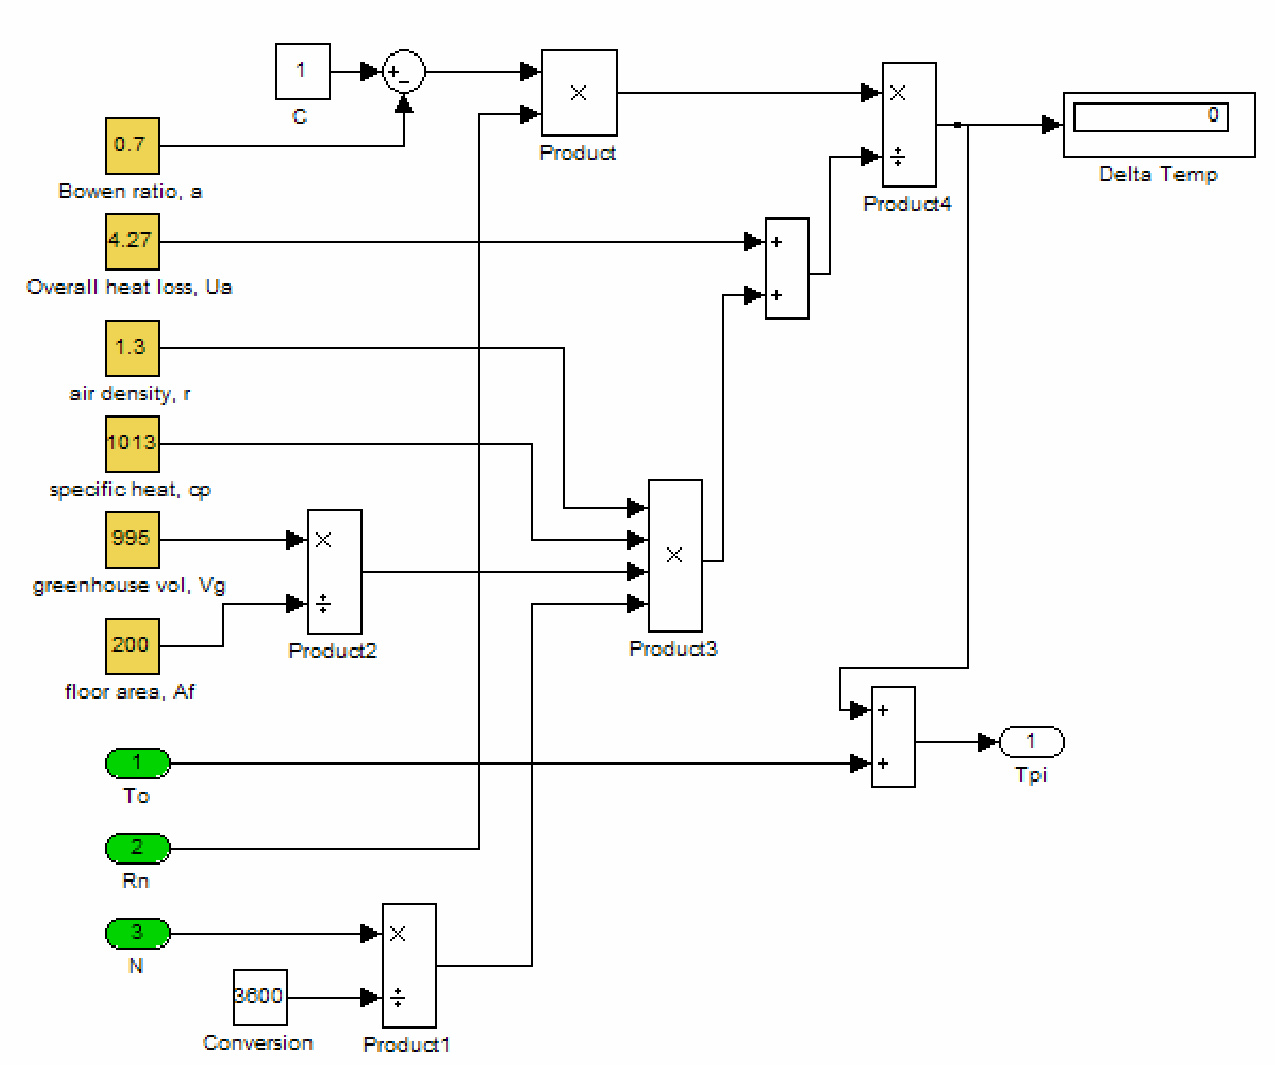 1
+
−
C
×
Product
0.7
Bowen ratio, a
×
÷
Product4
0
Delta Temp
4.27
Overall heat loss, Ua
+
+
1.3
air density, r
1013
specific heat, cp
995
greenhouse vol, Vg
×
÷
Product2
×
Product3
200
floor area, Af
1
To
+
+
1
Tpi
2
Rn
3
N
×
÷
Product1
3600
Conversion